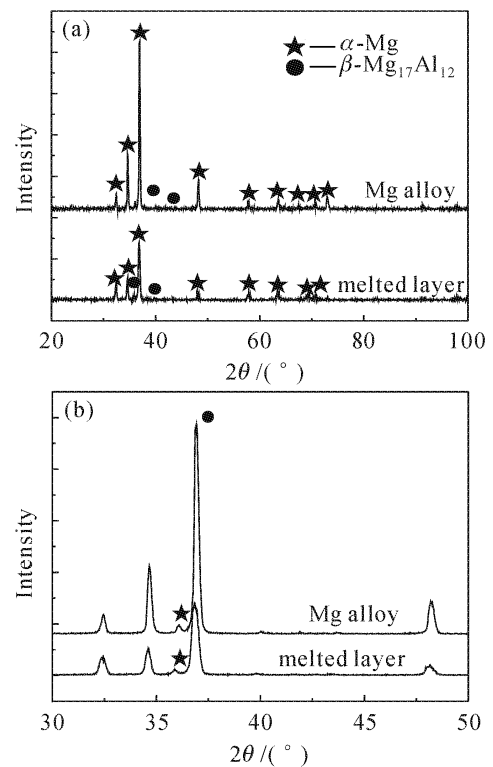 (a)
★—α-Mg
●—β-Mg₁₇Al₁₂
Intensity
Mg alloy
melted layer
20 40 60 80 100
2θ /( ° )
(b)
Intensity
Mg alloy
melted layer
30 35 40 45 50
2θ /( ° )